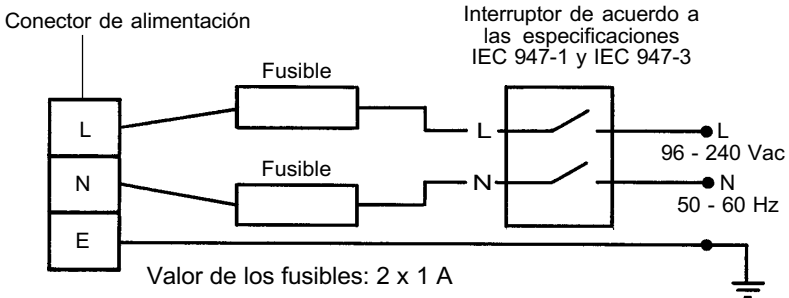 Conector de alimentación
Interruptor de acuerdo a
las especificaciones
IEC 947-1 y IEC 947-3
Fusible
L
L
L
96 - 240 Vac
Fusible
N
N
N
50 - 60 Hz
E
Valor de los fusibles: 2 x 1 A